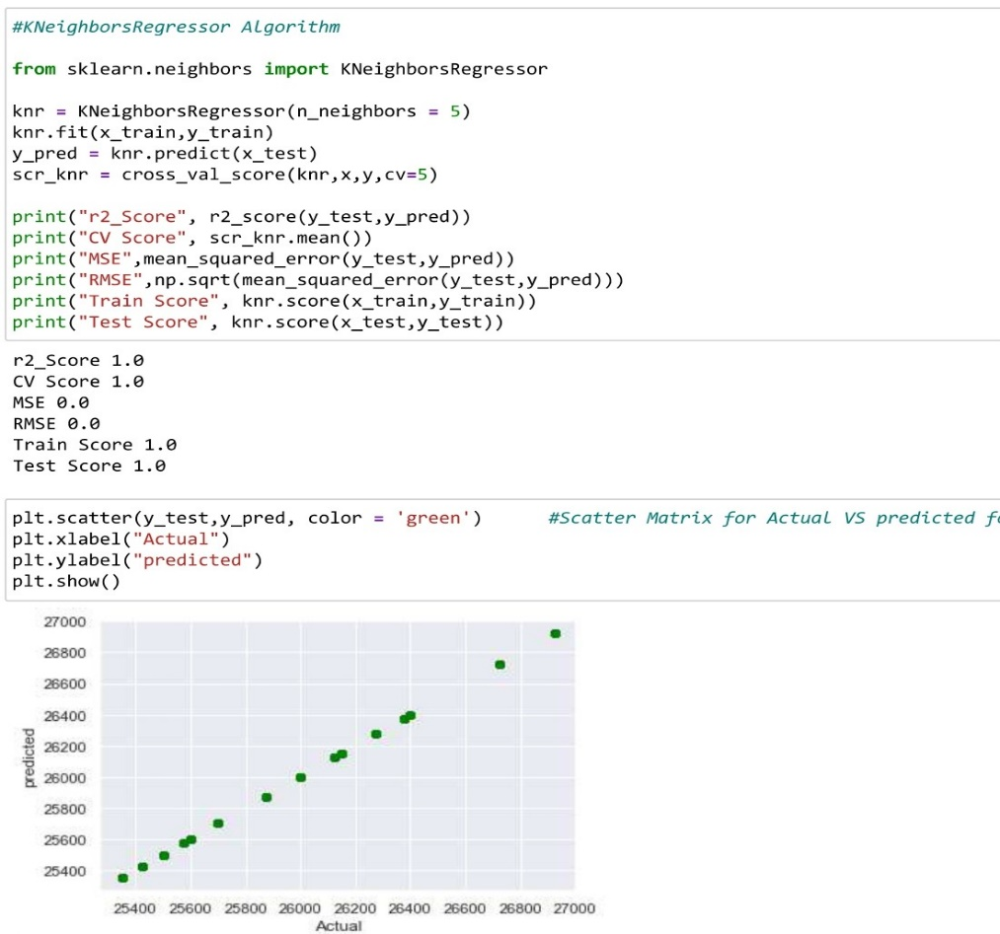 #KNeighborsRegressor Algorithm
from sklearn.neighbors import KNeighborsRegressor
knr = KNeighborsRegressor(n_neighbors = 5)
knr.fit(x_train,y_train)
y_pred = knr.predict(x_test)
scr_knr = cross_val_score(knr,x,y,cv=5)
print("r2_Score", r2_score(y_test,y_pred))
print("CV Score", scr_knr.mean())
print("MSE",mean_squared_error(y_test,y_pred))
print("RMSE",np.sqrt(mean_squared_error(y_test,y_pred)))
print("Train Score", knr.score(x_train,y_train))
print("Test Score", knr.score(x_test,y_test))
r2_Score 1.0
CV Score 1.0
MSE 0.0
RMSE 0.0
Train Score 1.0
Test Score 1.0
plt.scatter(y_test,y_pred, color = 'green') #Scatter Matrix for Actual VS predicted
plt.xlabel("Actual")
plt.ylabel("predicted")
plt.show()
27000
26800
26600
26400
26200
26000
25800
25600
25400
predicted
25400 25600 25800 26000 26200 26400 26600 26800 27000
Actual